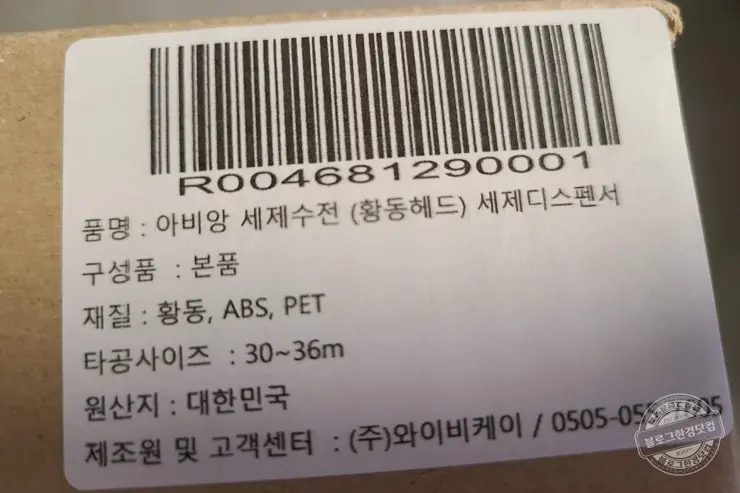 R004681290001
품명 : 아비앙 세제수전 (황동헤드) 세제디스펜서
구성품 : 본품
재질 : 황동, ABS, PET
타공사이즈 : 30~36m
원산지 : 대한민국
제조원 및 고객센터 : (주)와이비케이 /
블로그한경닷컴